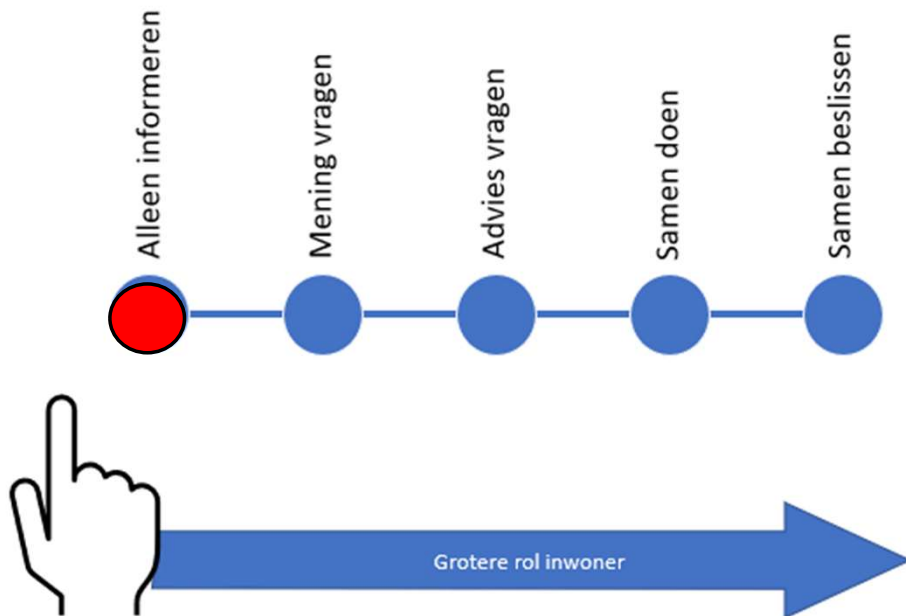 Alleen informeren
Mening vragen
Advies vragen
Samen doen
Samen beslissen
Grotere rol inwoner